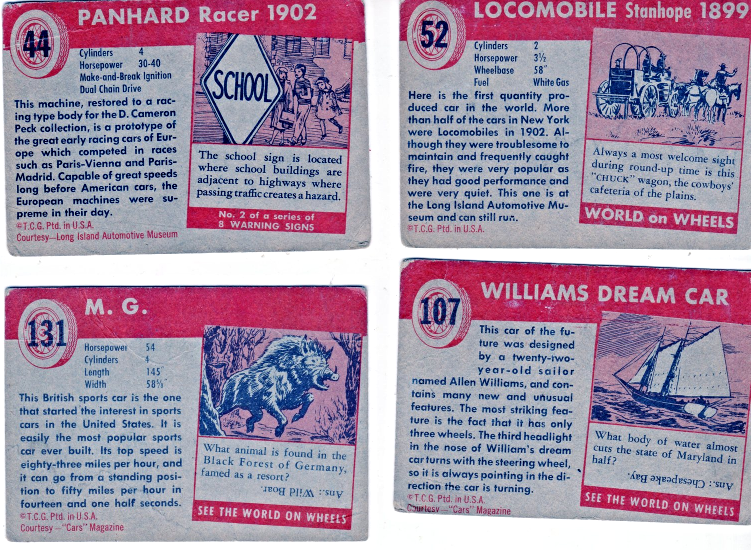 PANHARD Racer 1902
44
Cylinders 4
Horsepower 30-40
Make-and-Break Ignition
Dual Chain Drive
This machine, restored to a rac-
ing type body for the D. Cameron
Peck collection, is a prototype of
the great early racing cars of Eur-
ope which competed in races
such as Paris-Vienna and Paris-
Madrid. Capable of great speeds
long before American cars, the
European machines were su-
preme in their day.
©T.C.G. Ptd. in U.S.A.
Courtesy—Long Island Automotive Museum
SCHOOL
The school sign is located
where school buildings are
adjacent to highways where
passing traffic creates a hazard.
No. 2 of a series of
8 WARNING SIGNS
LOCOMOBILE Stanhope 1899
52
Cylinders 2
Horsepower 3½
Wheelbase 58"
Fuel White Gas
Here is the first quantity pro-
duced car in the world. More
than half of the cars in New York
were Locomobiles in 1902. Al-
though they were troublesome to
maintain and frequently caught
fire, they were very popular as
they had good performance and
were very quiet. This one is at
the Long Island Automotive Mu-
seum and can still run.
©T.C.G. Ptd. in U.S.A.
Always a most welcome sight
during round-up time is this
"CHUCK" wagon, the cowboys'
cafeteria of the plains.
WORLD on WHEELS
M. G.
131
Horsepower 54
Cylinders 4
Length 145"
Width 58½
This British sports car is the one
that started the interest in sports
cars in the United States. It is
easily the most popular sports
car ever built. Its top speed is
eighty-three miles per hour, and
it can go from a standing posi-
tion to fifty miles per hour in
fourteen and one half seconds.
©T.C.G. Ptd. in U.S.A.
Courtesy—"Cars" Magazine
What animal is found in the
Black Forest of Germany,
famed as a resort?
Ans.: Wild Boar.
SEE THE WORLD ON WHEELS
WILLIAMS DREAM CAR
107
This car of the fu-
ture was designed
by a twenty-two-
year-old sailor
named Allen Williams, and con-
tains many new and unusual
features. The most striking fea-
ture is the fact that it has only
three wheels. The third headlight
in the nose of William's dream
car turns with the steering wheel,
so it is always pointing in the di-
rection the car is turning.
©T.C.G. Ptd. in U.S.A.
Courtesy—"Cars" Magazine
What body of water almost
cuts the state of Maryland in
half?
Ans.: Chesapeake Bay.
SEE THE WORLD ON WHEELS